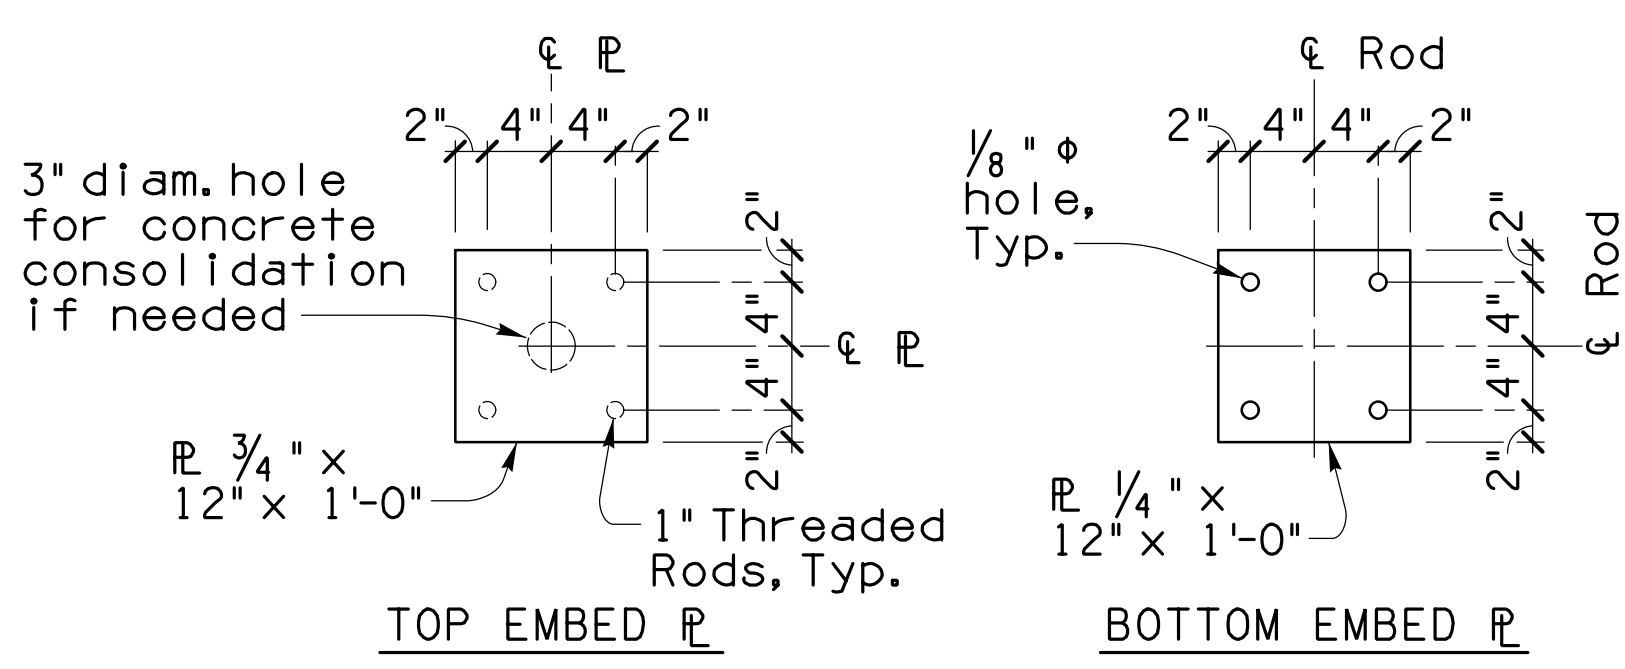 ℄ ⅊
2" 4" 4" 2"
3" diam. hole
for concrete
consolidation
if needed
2"
4"
4"
2"
℄ ⅊
⅊ 3/4 " x
12" x 1'-0"
1" Threaded
Rods, Typ.
TOP EMBED ⅊
℄ Rod
2" 4" 4" 2"
1/8 " Φ
hole,
Typ.
2"
4"
4"
2"
℄ Rod
⅊ 1/4 " x
12" x 1'-0"
BOTTOM EMBED ⅊